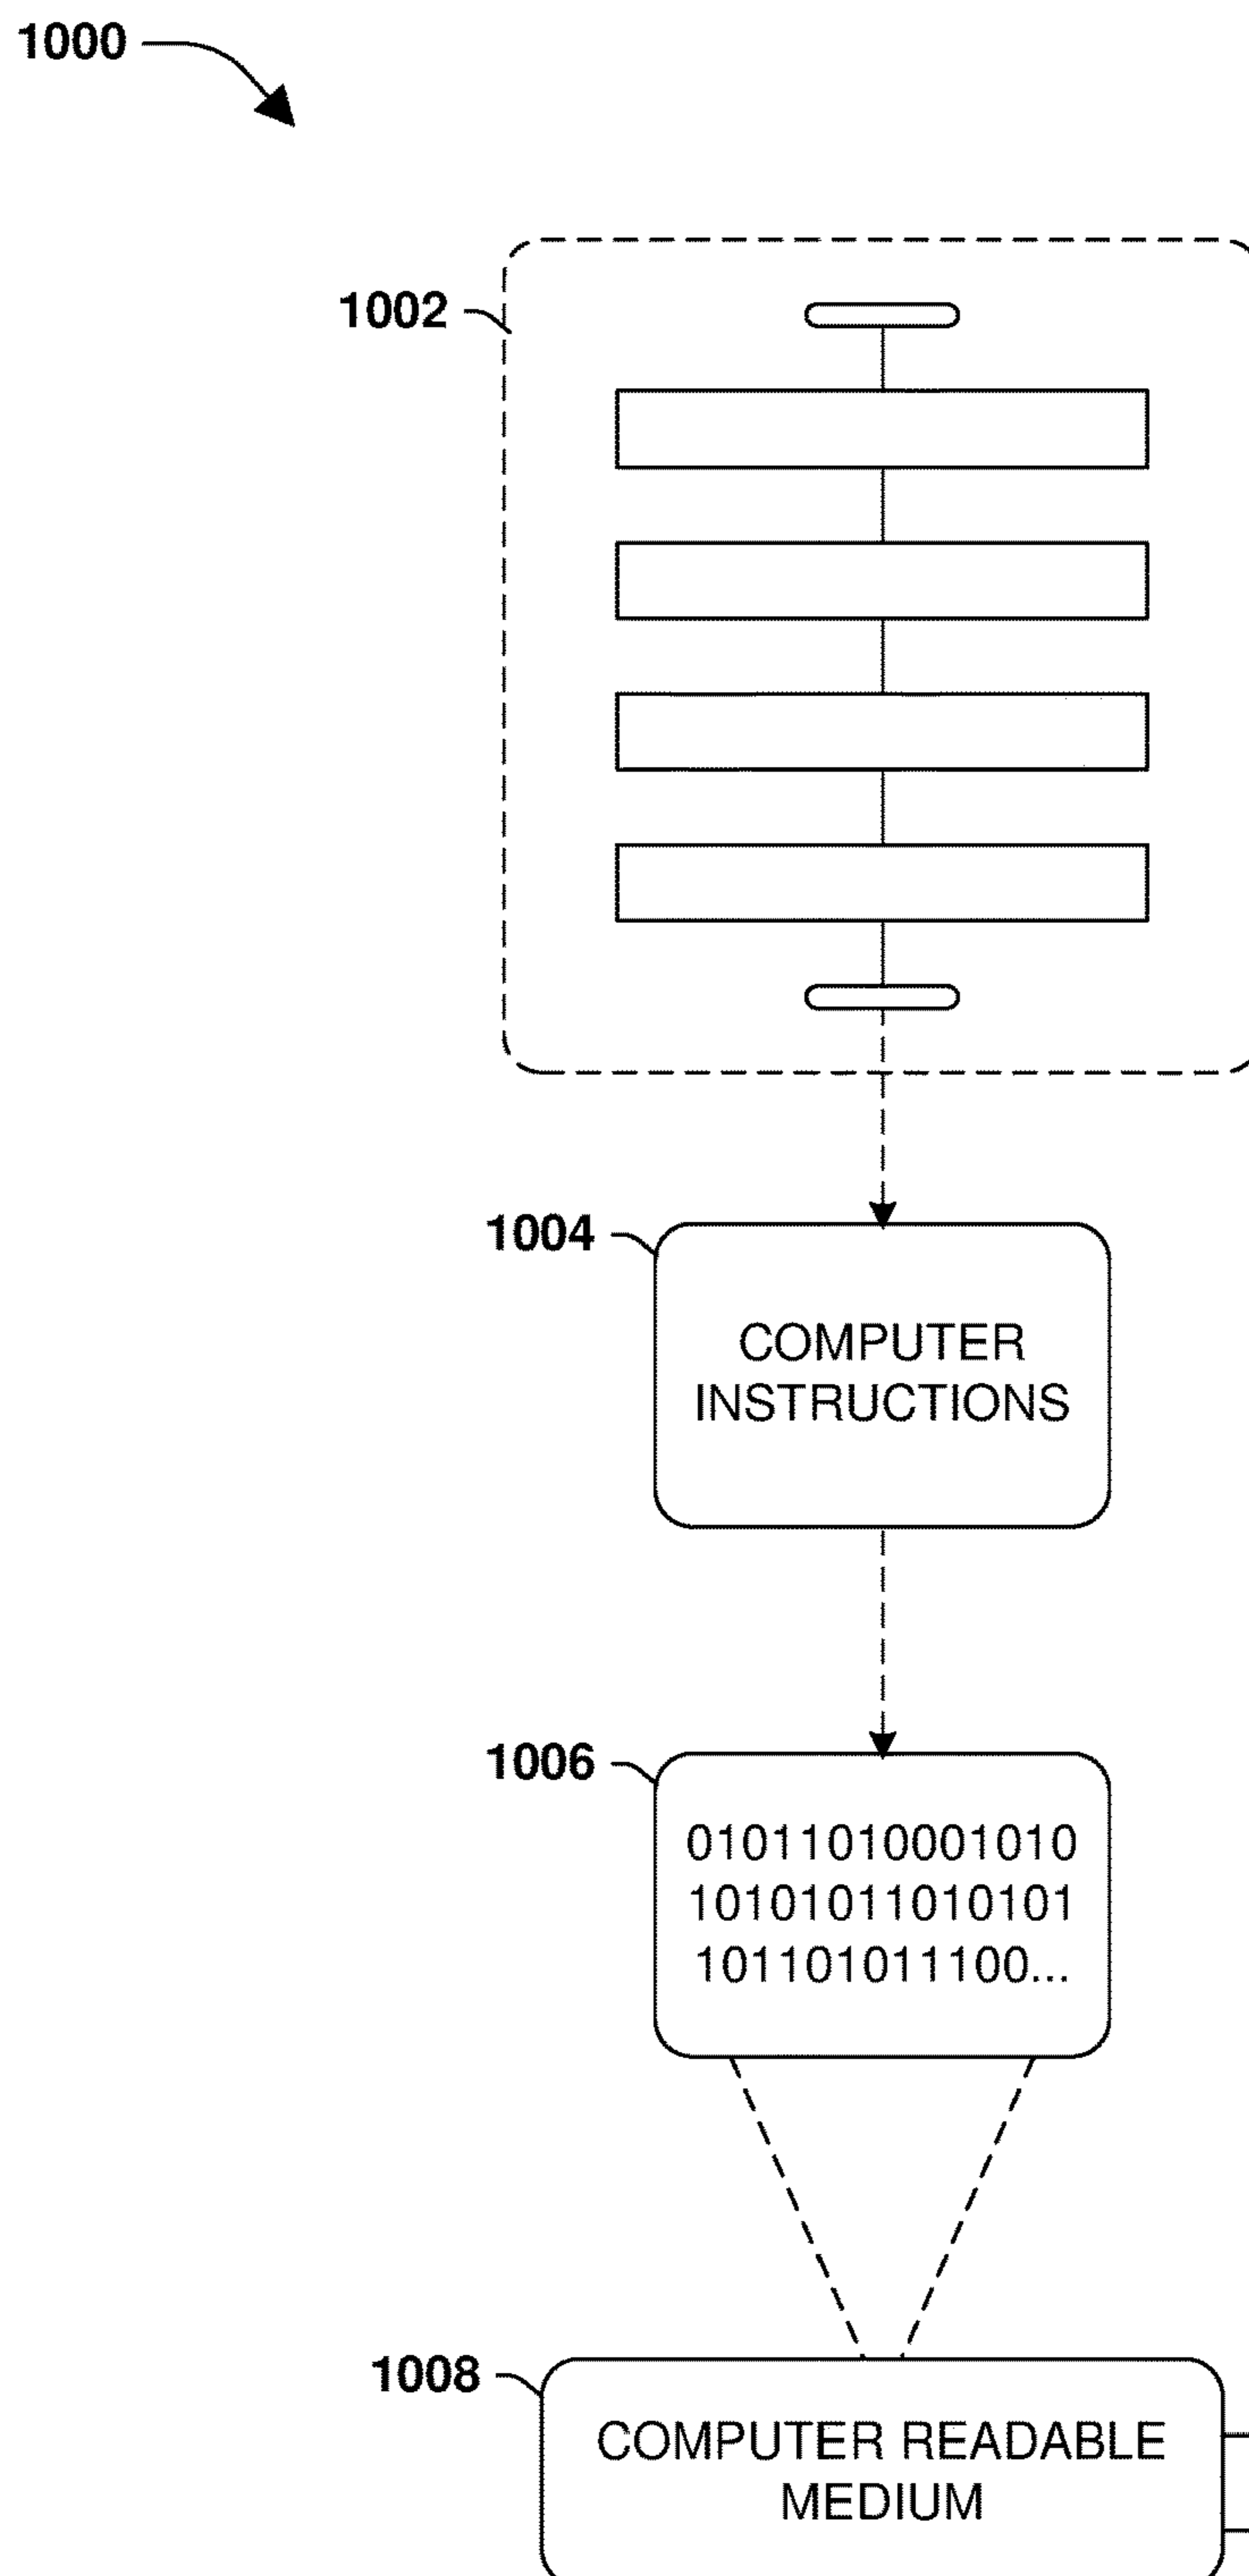 1000
1002
1004
COMPUTER
INSTRUCTIONS
1006
01011010001010
10101011010101
101101011100...
1008
COMPUTER READABLE
MEDIUM